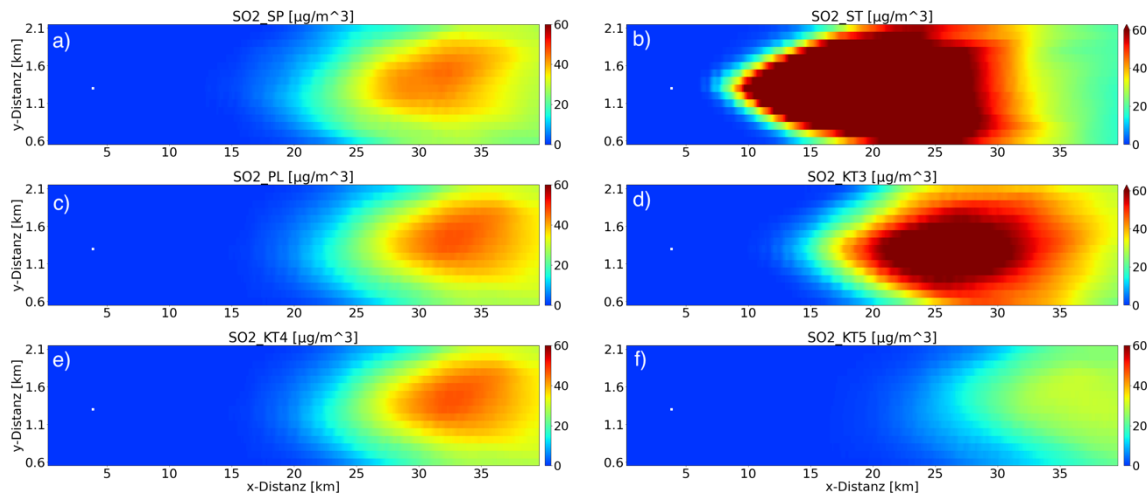 SO2_SP [µg/m^3]
a)
y-Distanz [km]
2.1
1.6
1.1
0.6
5 10 15 20 25 30 35
60
40
20
0
SO2_ST [µg/m^3]
b)
2.1
1.6
1.1
0.6
5 10 15 20 25 30 35
60
40
20
0
SO2_PL [µg/m^3]
c)
y-Distanz [km]
2.1
1.6
1.1
0.6
5 10 15 20 25 30 35
60
40
20
0
SO2_KT3 [µg/m^3]
d)
2.1
1.6
1.1
0.6
5 10 15 20 25 30 35
60
40
20
0
SO2_KT4 [µg/m^3]
e)
y-Distanz [km]
2.1
1.6
1.1
0.6
5 10 15 20 25 30 35
x-Distanz [km]
60
40
20
0
SO2_KT5 [µg/m^3]
f)
2.1
1.6
1.1
0.6
5 10 15 20 25 30 35
x-Distanz [km]
60
40
20
0